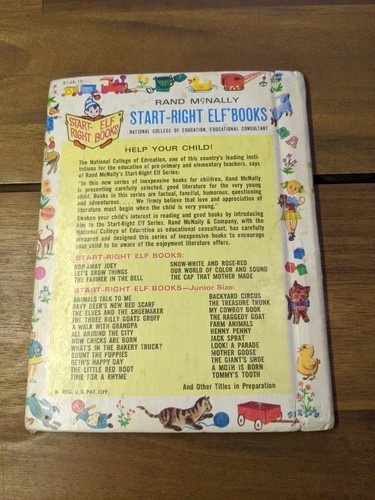 RAND McNALLY
START-RIGHT ELF® BOOKS
NATIONAL COLLEGE OF EDUCATION, EDUCATIONAL CONSULTANT
START- ELF
RIGHT BOOKS
HELP YOUR CHILD!
The National College of Education, one of this country's leading insti-
tutions for the education of pre-primary and elementary teachers, says
of Rand McNally's Start-Right Elf Series:
"In this new series of inexpensive books for children, Rand McNally
is presenting carefully selected, good literature for the very young
child. Books in this series are factual, fanciful, humorous, questioning
and adventurous. . . . . We firmly believe that love and appreciation of
literature must begin when the child is very young."
Awaken your child's interest in reading and good books by introducing
him to the Start-Right Elf Series. Rand McNally & Company, with the
National College of Education as educational consultant, has carefully
prepared and designed this series of inexpensive books to encourage
your child to be aware of the enjoyment literature offers.
START-RIGHT ELF BOOKS:
HOP-AWAY JOEY
LET'S GROW THINGS
THE FARMER IN THE DELL
SNOW-WHITE AND ROSE-RED
OUR WORLD OF COLOR AND SOUND
THE CAP THAT MOTHER MADE
START-RIGHT ELF BOOKS—Junior Size:
ANIMALS TALK TO ME
DAVY DEER'S NEW RED SCARF
THE ELVES AND THE SHOEMAKER
THE THREE BILLY GOATS GRUFF
A WALK WITH GRANDPA
ALL AROUND THE CITY
HOW CHICKS ARE BORN
WHAT'S IN THE BAKERY TRUCK?
COUNT THE PUPPIES
BETH'S HAPPY DAY
THE LITTLE RED BOOT
TIME FOR A RHYME
BACKYARD CIRCUS
THE TREASURE TRUNK
MY COWBOY BOOK
THE RAGGEDY GOAT
FARM ANIMALS
HENNY PENNY
JACK SPRAT
LOOK! A PARADE
MOTHER GOOSE
THE GIANT'S SHOE
A MOTH IS BORN
TOMMY'S TOOTH
And Other Titles in Preparation
® REG. U.S. PAT. OFF.